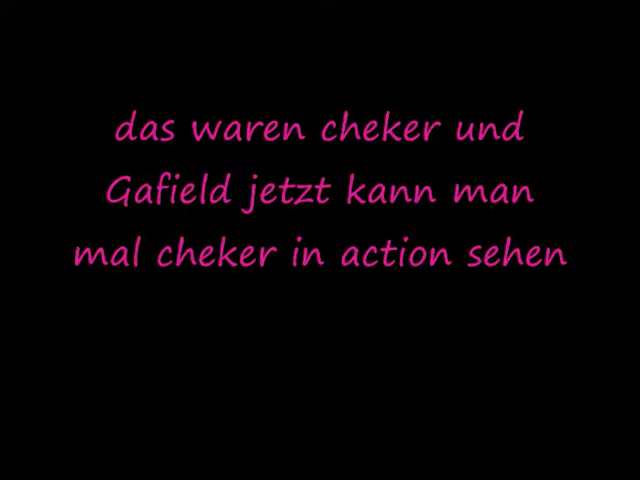 das waren cheker und
Gafield jetzt kann man
mal cheker in action sehen